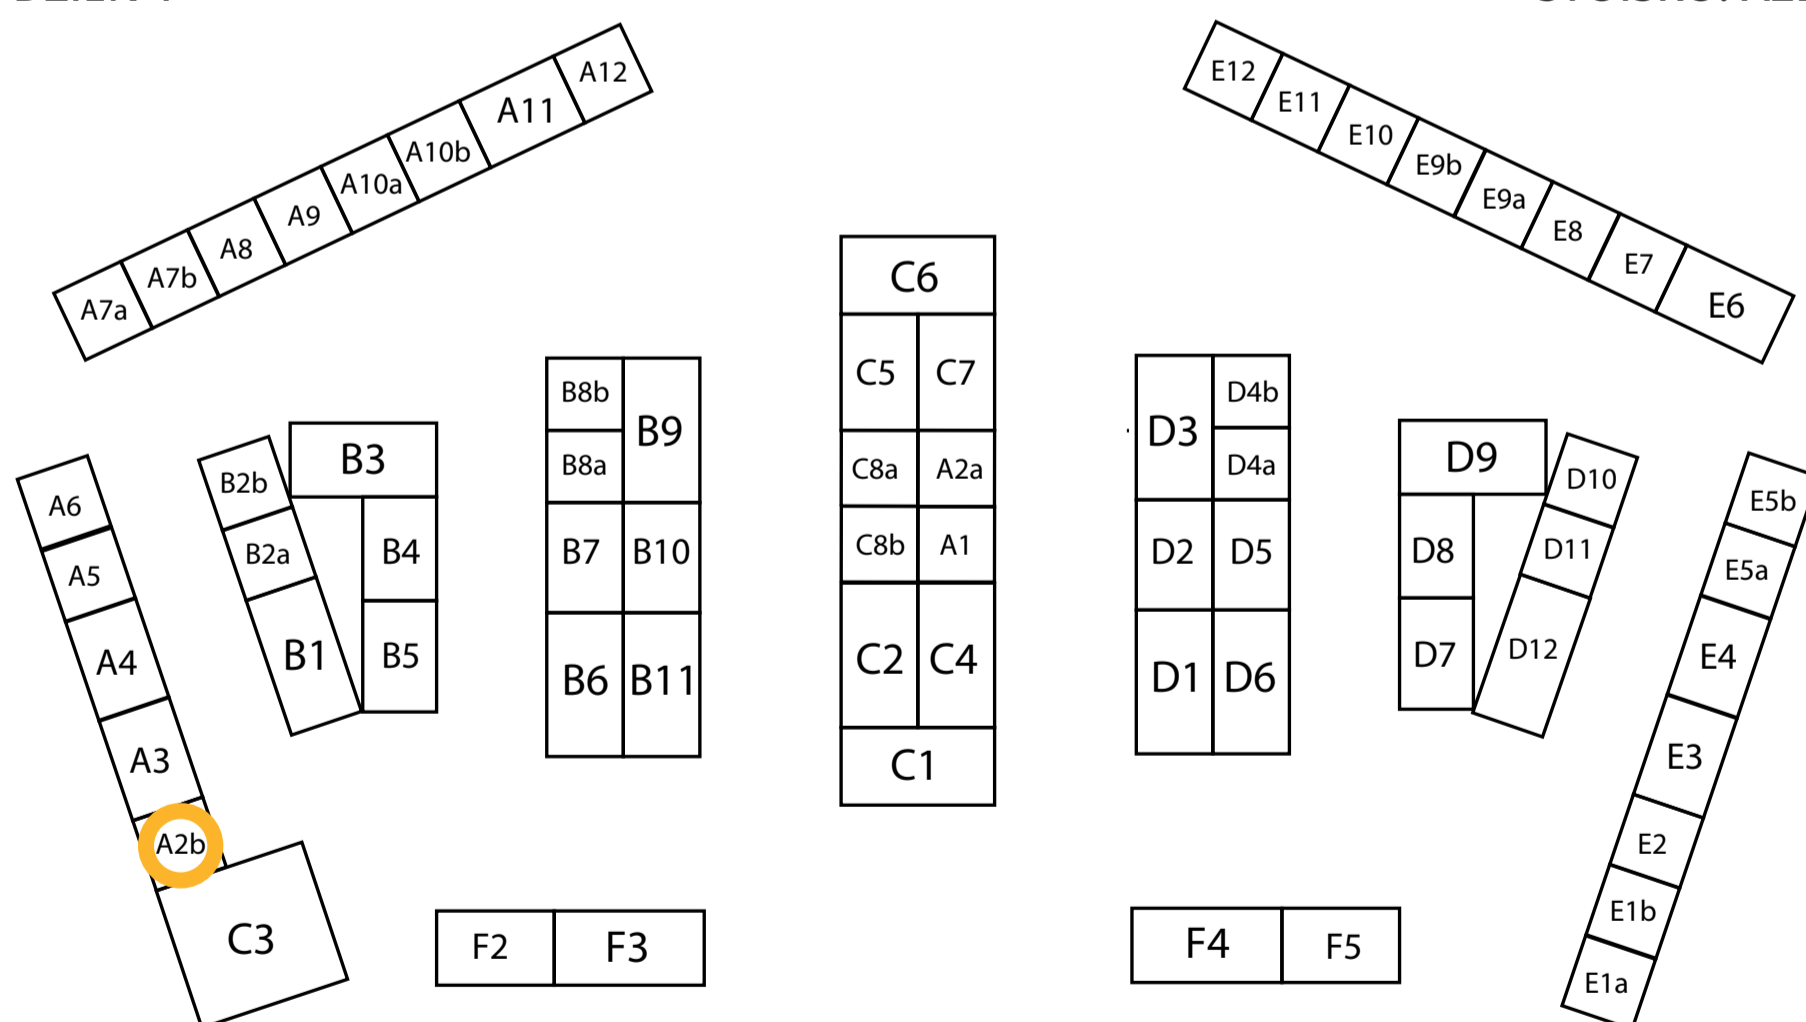 A12
A11
A10b
A10a
A9
A8
A7b
A7a
E12
E11
E10
E9b
E9a
E8
E7
E6
A6
A5
A4
A3
A2b
C3
B2b
B2a
B1
B3
B4
B5
B8b
B9
B8a
B7 B10
B6 B11
C6
C5 C7
C8a A2a
C8b A1
C2 C4
C1
D3 D4b
D4a
D2 D5
D1 D6
D9
D8
D7
D10
D11
D12
E5b
E5a
E4
E3
E2
E1b
E1a
F2 F3
F4 F5